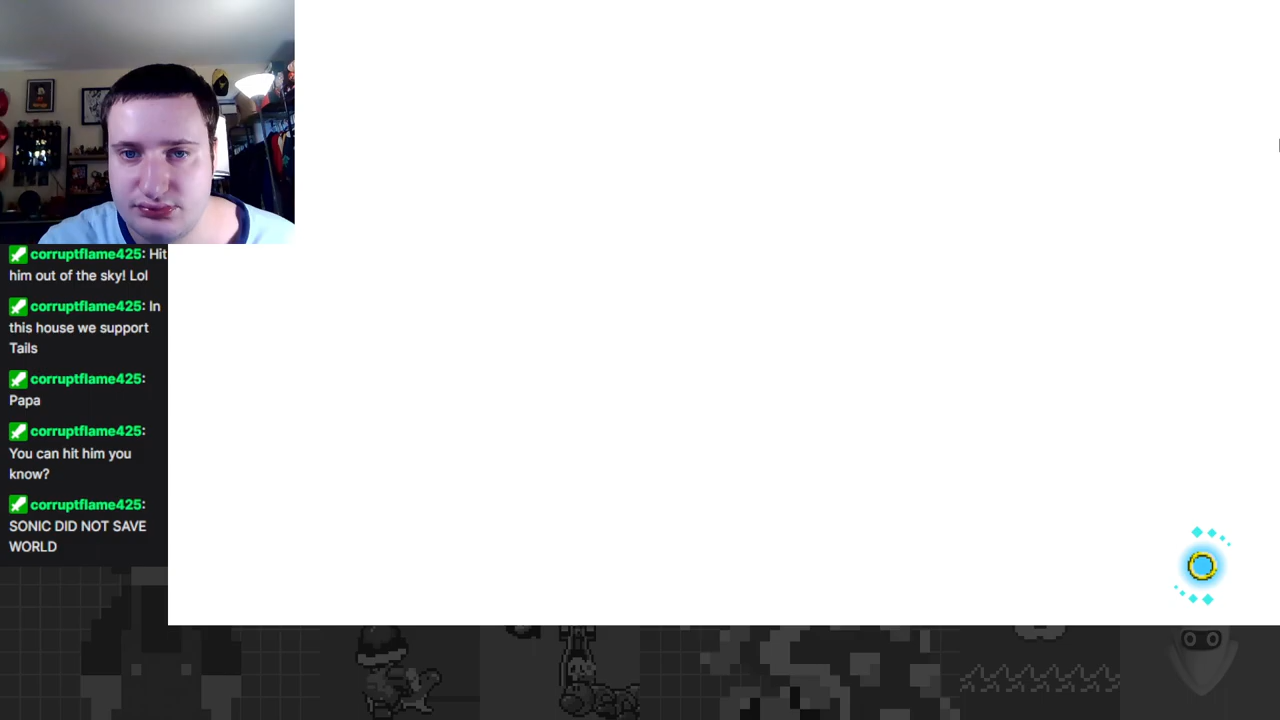 corruptflame425: Hit
him out of the sky! Lol
corruptflame425: In
this house we support
Tails
corruptflame425:
Papa
corruptflame425:
You can hit him you
know?
corruptflame425:
SONIC DID NOT SAVE
WORLD